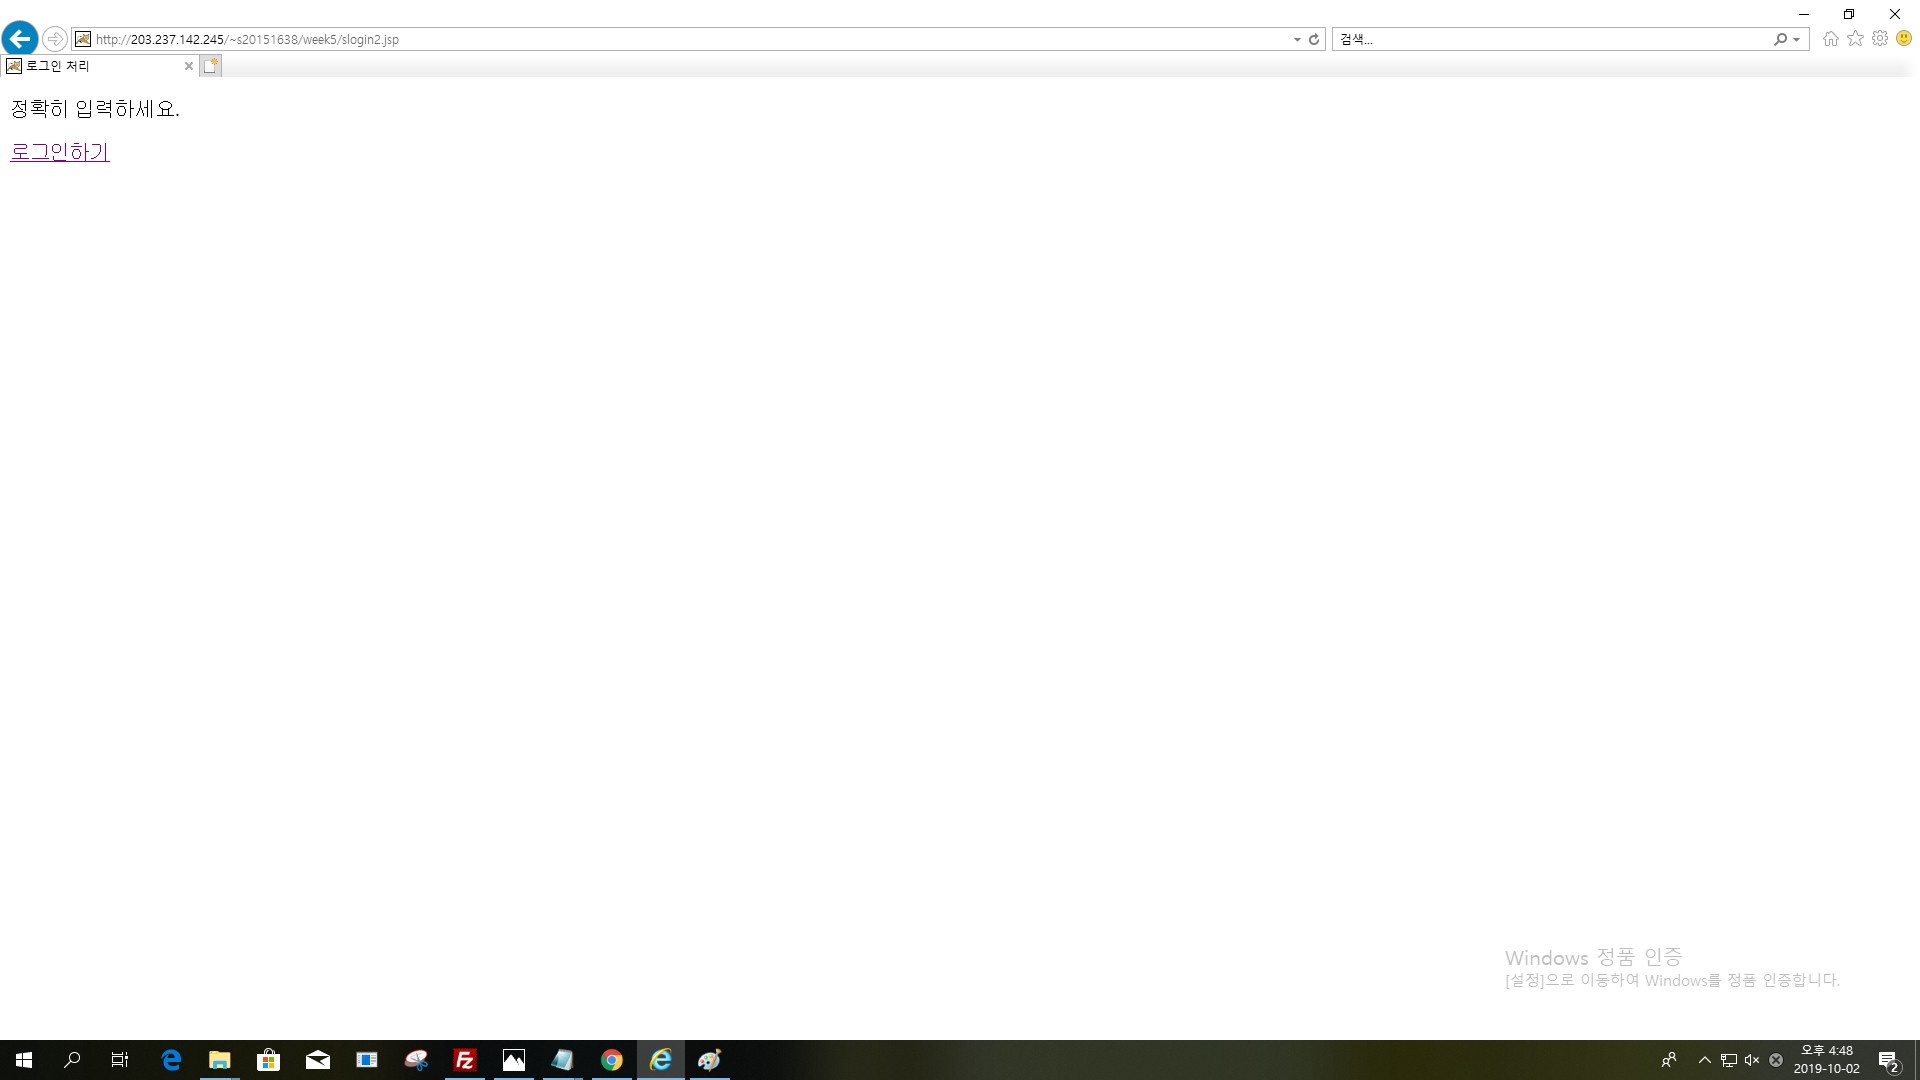 http://203.237.142.245/~s20151638/week5/slogin2.jsp
검색...
로그인 처리
정확히 입력하세요.
로그인하기
Windows 정품 인증
[설정]으로 이동하여 Windows를 정품 인증합니다.
Fz
오후 4:48
2019-10-02
2